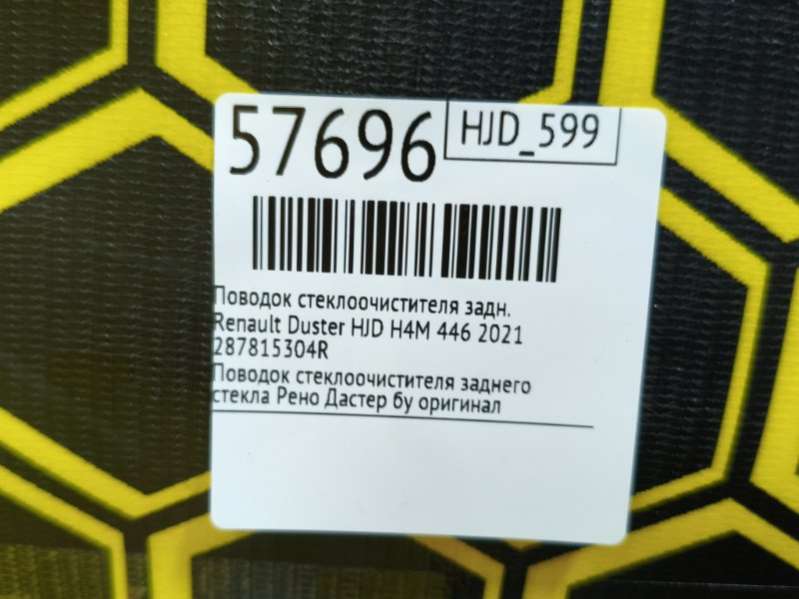 57696
HJD_599
Поводок стеклоочистителя задн.
Renault Duster HJD H4M 446 2021
287815304R
Поводок стеклоочистителя заднего
стекла Рено Дастер бу оригинал